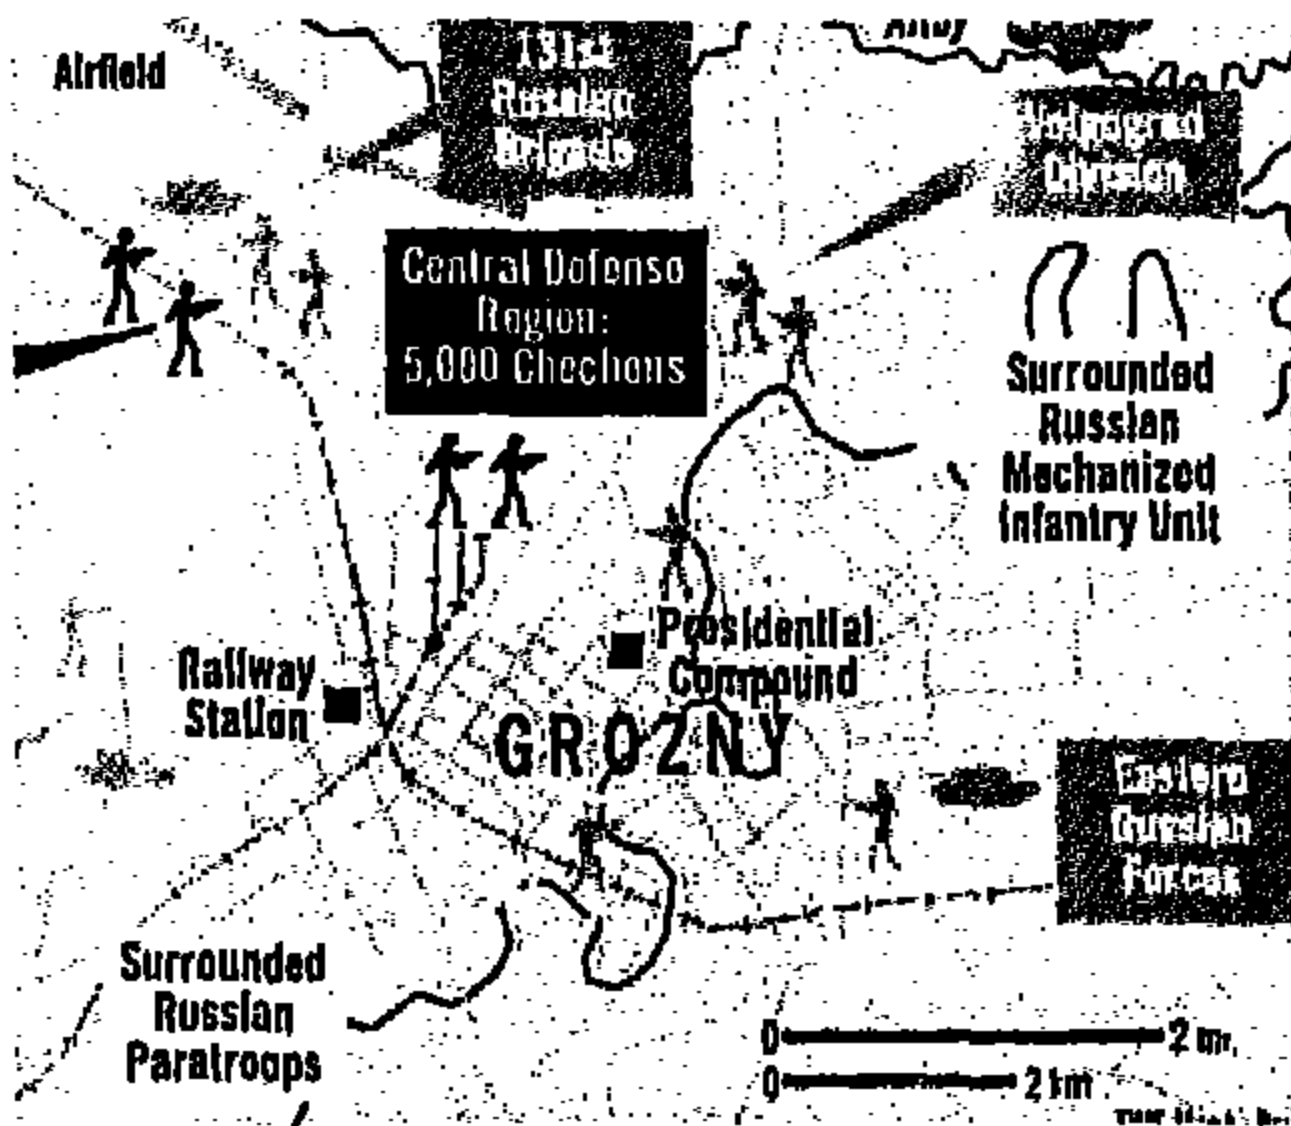 Airfield
131st
Russian
Brigade
Division
Central Defense
Region:
5,000 Chechens
Surrounded
Russian
Mechanized
Infantry Unit
Railway
Station
Presidential
Compound
GROZNY
Eastern
Russian
Forces
Surrounded
Russian
Paratroops
0 2 mi.
0 2 km